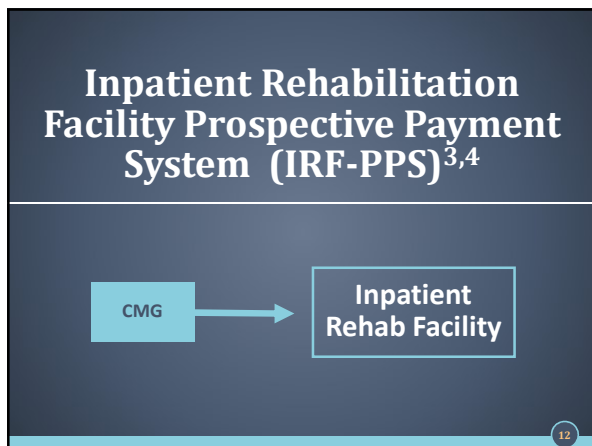 Inpatient Rehabilitation
Facility Prospective Payment
System (IRF-PPS)3,4
CMG
Inpatient
Rehab Facility
12